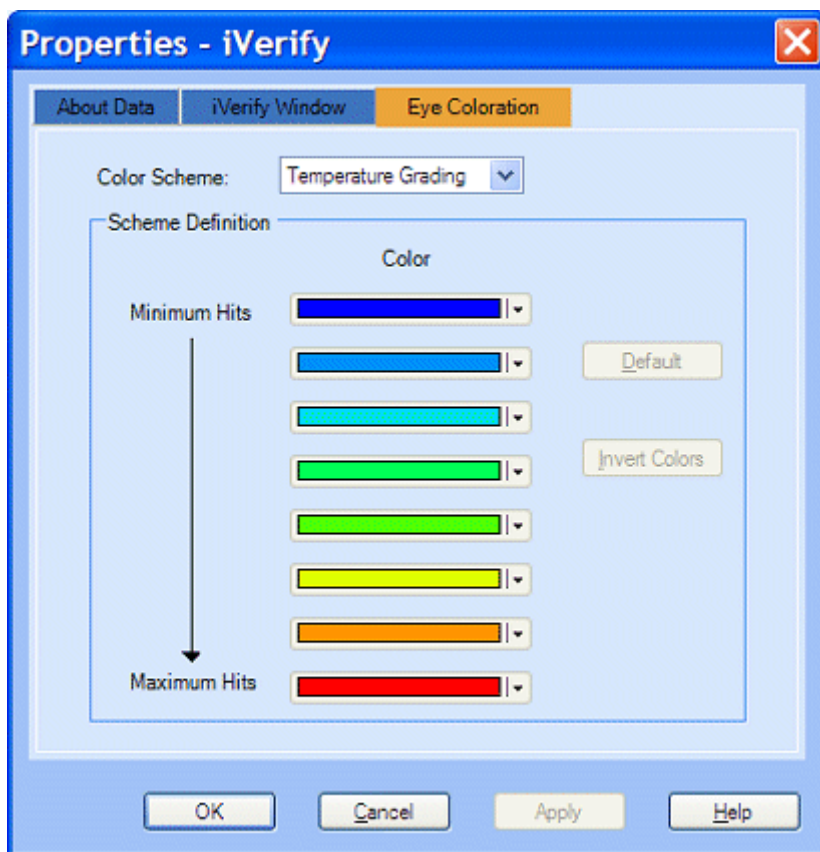 Properties - iVerify
About Data
iVerify Window
Eye Coloration
Color Scheme:
Temperature Grading
Scheme Definition
Color
Minimum Hits
Default
Invert Colors
Maximum Hits
OK
Cancel
Apply
Help